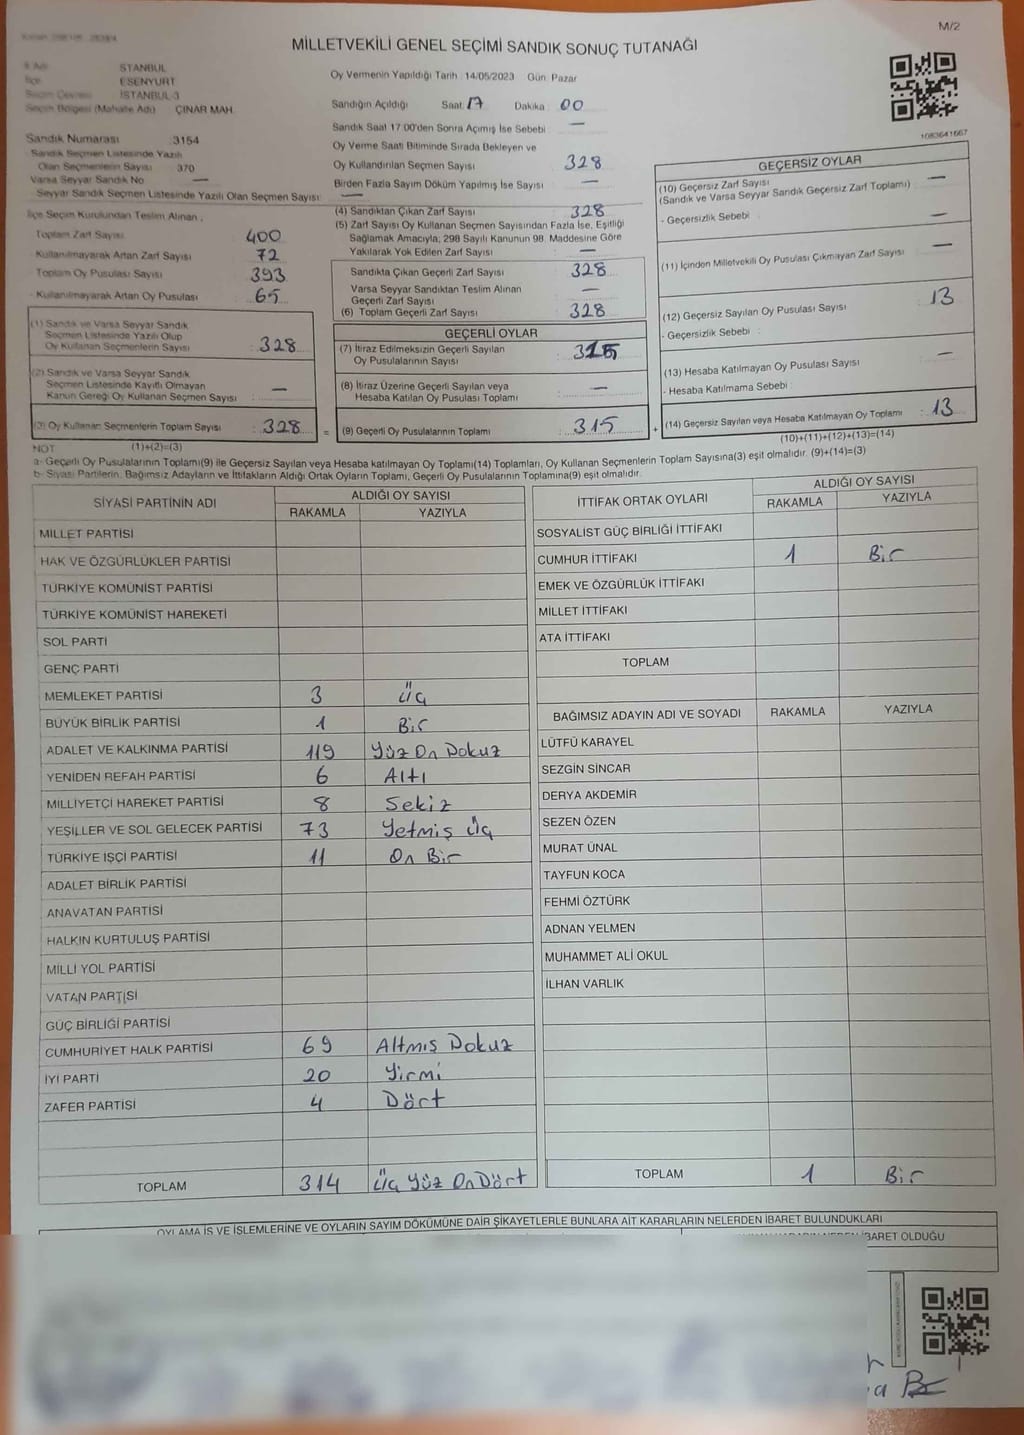 M/2
MİLLETVEKİLİ GENEL SEÇİMİ SANDIK SONUÇ TUTANAĞI
STANBUL
ESENYURT
İSTANBUL-3
Seçim Bölgesi (Mahalle Adı) ÇINAR MAH.
Sandık Numarası 3154
Sandık Seçmen Listesinde Yazılı
Olan Seçmenlerin Sayısı 370
Varsa Seyyar Sandık No —
Seyyar Sandık Seçmen Listesinde Yazılı Olan Seçmen Sayısı: —
İlçe Seçim Kurulundan Teslim Alınan ;
Toplam Zarf Sayısı 400
- Kullanılmayarak Artan Zarf Sayısı 72
Toplam Oy Pusulası Sayısı 393
- Kullanılmayarak Artan Oy Pusulası 65
(1) Sandık ve Varsa Seyyar Sandık
Seçmen Listesinde Yazılı Olup
Oy Kullanan Seçmenlerin Sayısı : 328
(2) Sandık ve Varsa Seyyar Sandık
Seçmen Listesinde Kayıtlı Olmayan
Kanun Gereği Oy Kullanan Seçmen Sayısı : —
(3) Oy Kullanan Seçmenlerin Toplam Sayısı : 328
Oy Vermenin Yapıldığı Tarih : 14/05/2023 Gün: Pazar
Sandığın Açıldığı Saat: 17 Dakika : 00
Sandık Saat 17.00'den Sonra Açılmış İse Sebebi : —
Oy Verme Saati Bitiminde Sırada Bekleyen ve
Oy Kullandırılan Seçmen Sayısı : 328
Birden Fazla Sayım Döküm Yapılmış İse Sayısı : —
(4) Sandıktan Çıkan Zarf Sayısı : 328
(5) Zarf Sayısı Oy Kullanan Seçmen Sayısından Fazla İse, Eşitliği
Sağlamak Amacıyla, 298 Sayılı Kanunun 98. Maddesine Göre
Yakılarak Yok Edilen Zarf Sayısı : —
Sandıkta Çıkan Geçerli Zarf Sayısı : 328
Varsa Seyyar Sandıktan Teslim Alınan
Geçerli Zarf Sayısı : —
(6) Toplam Geçerli Zarf Sayısı : 328
GEÇERLİ OYLAR
(7) İtiraz Edilmeksizin Geçerli Sayılan
Oy Pusulalarının Sayısı : 315
(8) İtiraz Üzerine Geçerli Sayılan veya
Hesaba Katılan Oy Pusulası Toplamı : —
= (9) Geçerli Oy Pusulalarının Toplamı : 315 +
1083641667
GEÇERSİZ OYLAR
(10) Geçersiz Zarf Sayısı : —
(Sandık ve Varsa Seyyar Sandık Geçersiz Zarf Toplamı)
- Geçersizlik Sebebi : —
(11) İçinden Milletvekili Oy Pusulası Çıkmayan Zarf Sayısı : —
(12) Geçersiz Sayılan Oy Pusulası Sayısı : 13
- Geçersizlik Sebebi :
(13) Hesaba Katılmayan Oy Pusulası Sayısı : —
- Hesaba Katılmama Sebebi :
(14) Geçersiz Sayılan veya Hesaba Katılmayan Oy Toplamı : 13
NOT (1)+(2)=(3) (10)+(11)+(12)+(13)=(14)
a- Geçerli Oy Pusulalarının Toplamı(9) ile Geçersiz Sayılan veya Hesaba katılmayan Oy Toplamı(14) Toplamları, Oy Kullanan Seçmenlerin Toplam Sayısına(3) eşit olmalıdır. (9)+(14)=(3)
b- Siyasi Partilerin, Bağımsız Adayların ve İttifakların Aldığı Ortak Oyların Toplamı, Geçerli Oy Pusulalarının Toplamına(9) eşit olmalıdır.
SİYASİ PARTİNİN ADI ALDIĞI OY SAYISI
RAKAMLA YAZIYLA
MİLLET PARTİSİ
HAK VE ÖZGÜRLÜKLER PARTİSİ
TÜRKİYE KOMÜNİST PARTİSİ
TÜRKİYE KOMÜNİST HAREKETİ
SOL PARTİ
GENÇ PARTİ
MEMLEKET PARTİSİ 3 Üç
BÜYÜK BİRLİK PARTİSİ 1 Bir
ADALET VE KALKINMA PARTİSİ 119 Yüz On Dokuz
YENİDEN REFAH PARTİSİ 6 Altı
MİLLİYETÇİ HAREKET PARTİSİ 8 Sekiz
YEŞİLLER VE SOL GELECEK PARTİSİ 73 Yetmiş Üç
TÜRKİYE İŞÇİ PARTİSİ 11 On Bir
ADALET BİRLİK PARTİSİ
ANAVATAN PARTİSİ
HALKIN KURTULUŞ PARTİSİ
MİLLİ YOL PARTİSİ
VATAN PARTİSİ
GÜÇ BİRLİĞİ PARTİSİ
CUMHURİYET HALK PARTİSİ 69 Altmış Dokuz
İYİ PARTİ 20 Yirmi
ZAFER PARTİSİ 4 Dört
TOPLAM 314 Üç Yüz On Dört
İTTİFAK ORTAK OYLARI ALDIĞI OY SAYISI
RAKAMLA YAZIYLA
SOSYALİST GÜÇ BİRLİĞİ İTTİFAKI
CUMHUR İTTİFAKI 1 Bir
EMEK VE ÖZGÜRLÜK İTTİFAKI
MİLLET İTTİFAKI
ATA İTTİFAKI
TOPLAM
BAĞIMSIZ ADAYIN ADI VE SOYADI RAKAMLA YAZIYLA
LÜTFÜ KARAYEL
SEZGİN SİNCAR
DERYA AKDEMİR
SEZEN ÖZEN
MURAT ÜNAL
TAYFUN KOCA
FEHMİ ÖZTÜRK
ADNAN YELMEN
MUHAMMET ALİ OKUL
İLHAN VARLIK
TOPLAM 1 Bir
OYLAMA İŞ VE İŞLEMLERİNE VE OYLARIN SAYIM DÖKÜMÜNE DAİR ŞİKAYETLERLE BUNLARA AİT KARARLARIN NELERDEN İBARET BULUNDUKLARI
İBARET OLDUĞU